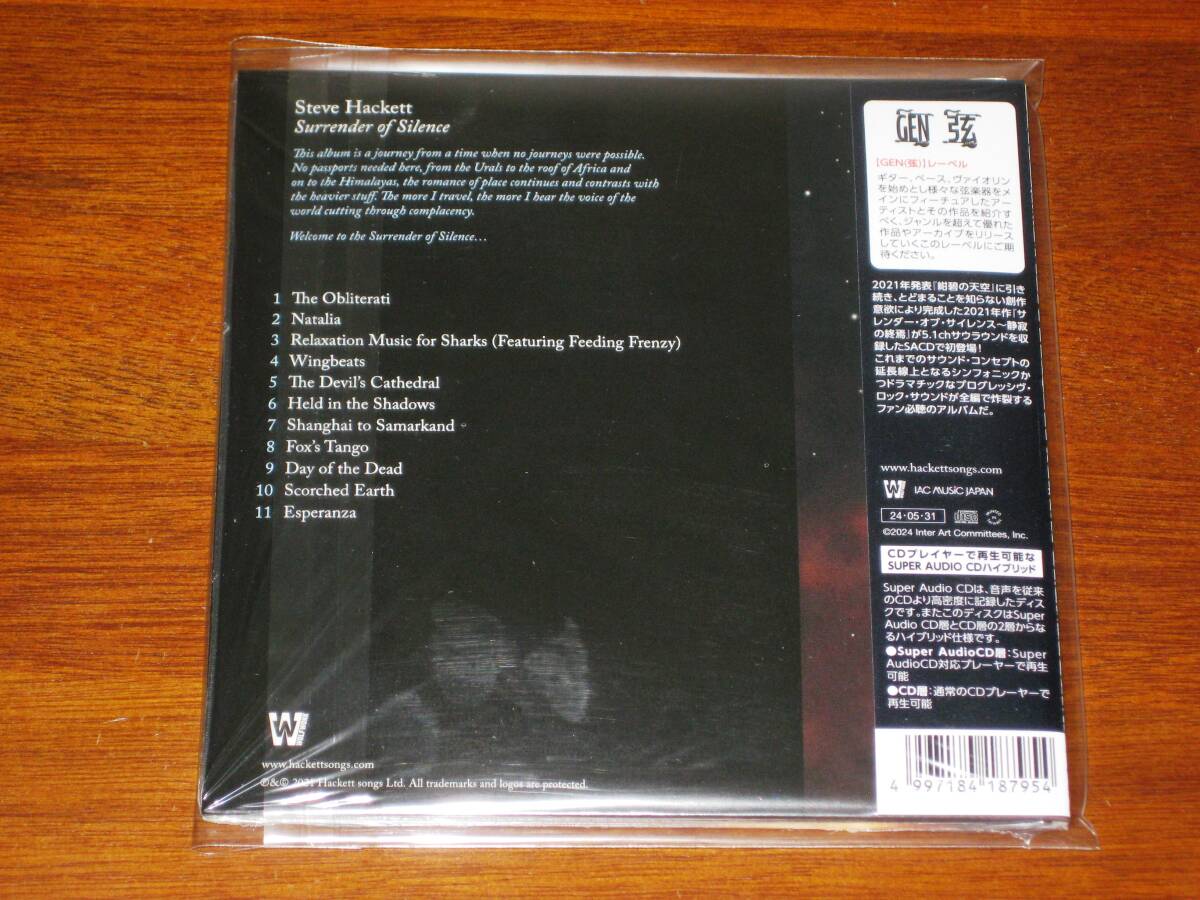 Steve Hackett
Surrender of Silence
This album is a journey from a time when no journeys were possible.
No passports needed here, from the Urals to the roof of Africa and
on to the Himalayas, the romance of place continues and contrasts with
the heavier stuff. The more I travel, the more I hear the voice of the
world cutting through complacency.
Welcome to the Surrender of Silence...
1 The Obliterati
2 Natalia
3 Relaxation Music for Sharks (Featuring Feeding Frenzy)
4 Wingbeats
5 The Devil's Cathedral
6 Held in the Shadows
7 Shanghai to Samarkand
8 Fox's Tango
9 Day of the Dead
10 Scorched Earth
11 Esperanza
W
WOLFWORK
www.hackettsongs.com
℗&© 2021 Hackett songs Ltd. All trademarks and logos are protected.
GEN 弦
【GEN(弦)】レーベル
ギター、ベース、ヴァイオリン
を始めとし様々な弦楽器をメ
インにフィーチュアしたアー
ティストとその作品を紹介す
べく、ジャンルを超えて優れた
作品やアーカイブをリリース
していくこのレーベルにご期
待ください。
2021年発表『紺碧の天空』に引き
続き、とどまることを知らない創作
意欲により完成した2021年作『サ
レンダー・オブ・サイレンス〜静寂
の終焉』が5.1chサウラウンドを収
録したSACDで初登場!
これまでのサウンド・コンセプトの
延長線上となるシンフォニックか
つドラマチックなプログレッシヴ・
ロック・サウンドが全編で炸裂する
ファン必聴のアルバムだ。
www.hackettsongs.com
W IAC MUSIC JAPAN
24・05・31
©2024 Inter Art Committees, Inc.
CDプレイヤーで再生可能な
SUPER AUDIO CDハイブリッド
Super Audio CDは、音声を従来
のCDより高密度に記録したディス
クです。またこのディスクはSuper
Audio CD層とCD層の2層からな
るハイブリッド仕様です。
●Super AudioCD層:Super
AudioCD対応プレーヤーで再生
可能
●CD層:通常のCDプレーヤーで
再生可能
4 997184 187954